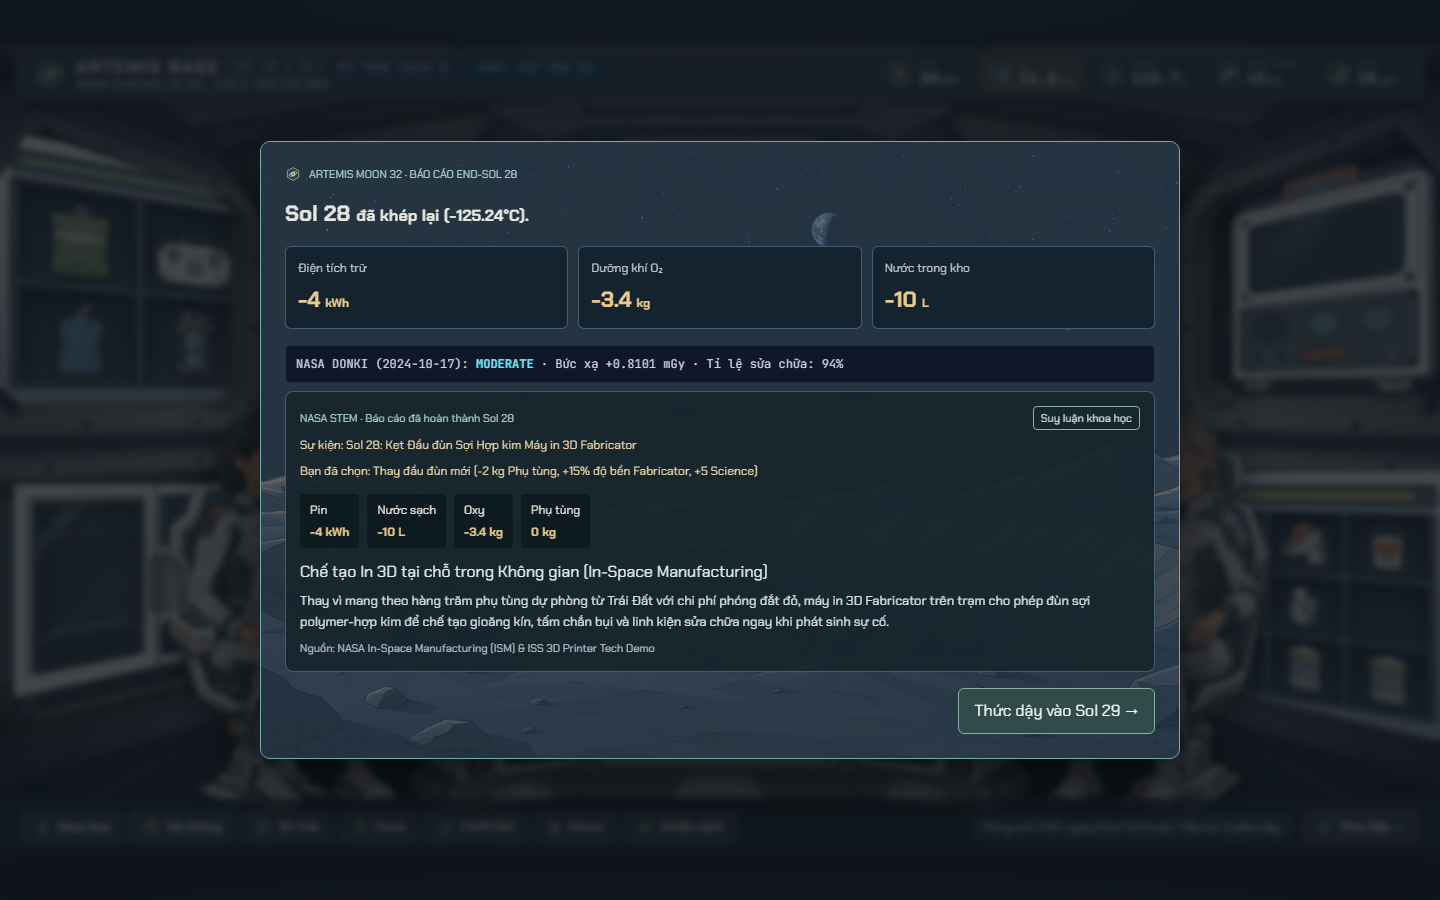 ARTEMIS BASE
ARTEMIS MOON 32 · BÁO CÁO END-SOL 28
Sol 28 đã khép lại (-125.24°C).
Điện tích trữ
-4 kWh
Dưỡng khí O₂
-3.4 kg
Nước trong kho
-10 L
NASA DONKI (2024-10-17): MODERATE · Bức xạ +0.8101 mGy · Tỉ lệ sửa chữa: 94%
NASA STEM · Báo cáo đã hoàn thành Sol 28
Suy luận khoa học
Sự kiện: Sol 28: Kẹt Đầu đùn Sợi Hợp kim Máy in 3D Fabricator
Bạn đã chọn: Thay đầu đùn mới (-2 kg Phụ tùng, +15% độ bền Fabricator, +5 Science)
Pin
-4 kWh
Nước sạch
-10 L
Oxy
-3.4 kg
Phụ tùng
0 kg
Chế tạo In 3D tại chỗ trong Không gian (In-Space Manufacturing)
Thay vì mang theo hàng trăm phụ tùng dự phòng từ Trái Đất với chi phí phóng đắt đỏ, máy in 3D Fabricator trên trạm cho phép đùn sợi
polymer-hợp kim để chế tạo gioăng kín, tấm chắn bụi và linh kiện sửa chữa ngay khi phát sinh sự cố.
Nguồn: NASA In-Space Manufacturing (ISM) & ISS 3D Printer Tech Demo
Thức dậy vào Sol 29 →